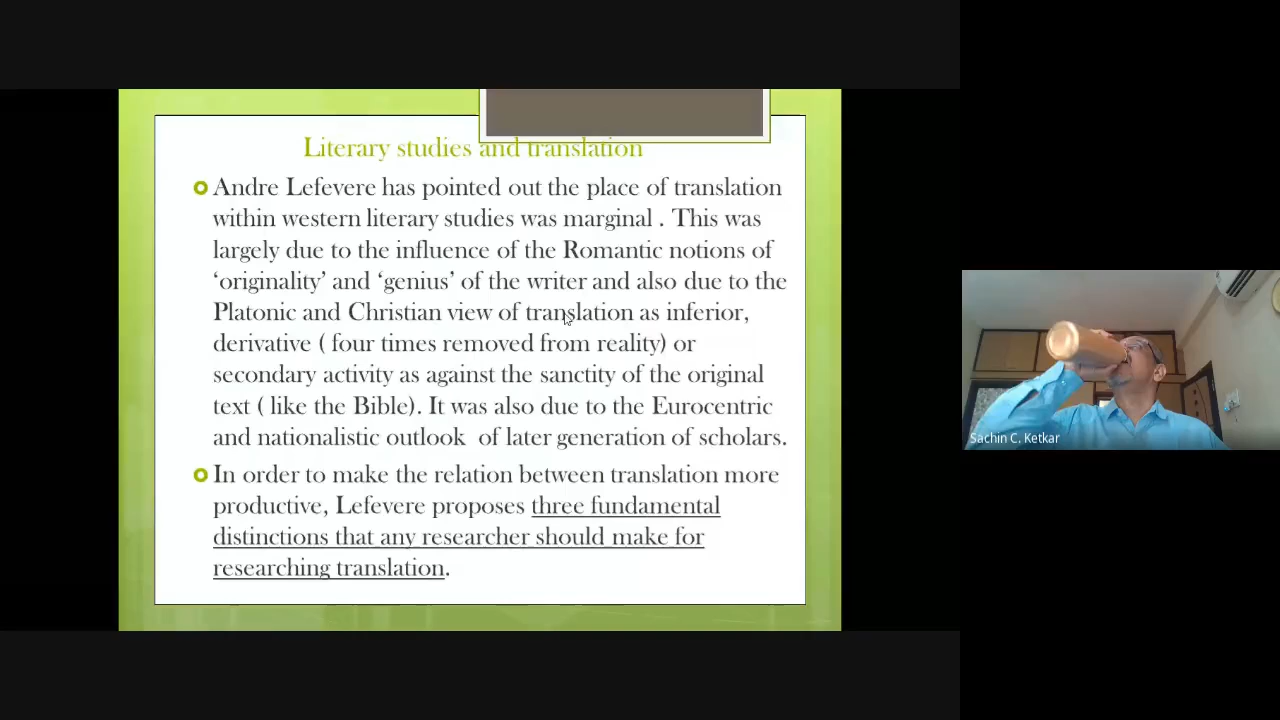 Literary studies and translation
Andre Lefevere has pointed out the place of translation
within western literary studies was marginal . This was
largely due to the influence of the Romantic notions of
‘originality’ and ‘genius’ of the writer and also due to the
Platonic and Christian view of translation as inferior,
derivative ( four times removed from reality) or
secondary activity as against the sanctity of the original
text ( like the Bible). It was also due to the Eurocentric
and nationalistic outlook  of later generation of scholars.
In order to make the relation between translation more
productive, Lefevere proposes three fundamental
distinctions that any researcher should make for
researching translation.
Sachin C. Ketkar